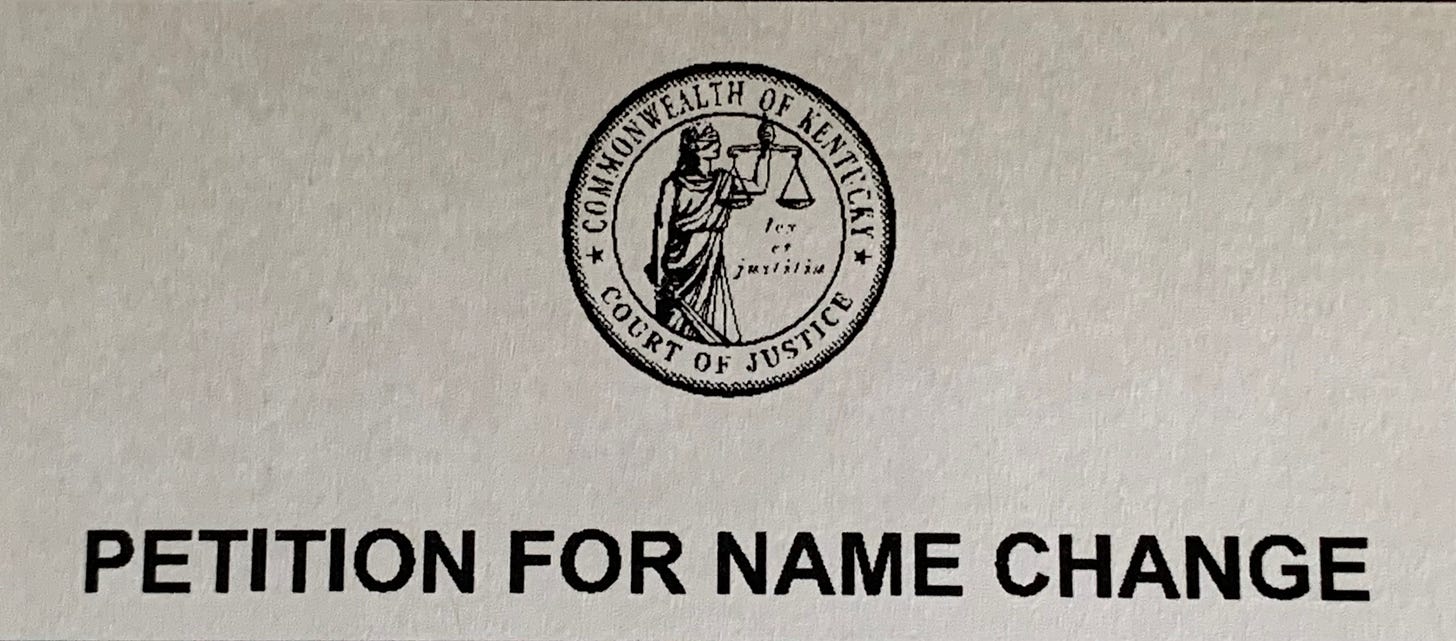 COMMONWEALTH OF KENTUCKY
lex
et
justitia
COURT OF JUSTICE
PETITION FOR NAME CHANGE